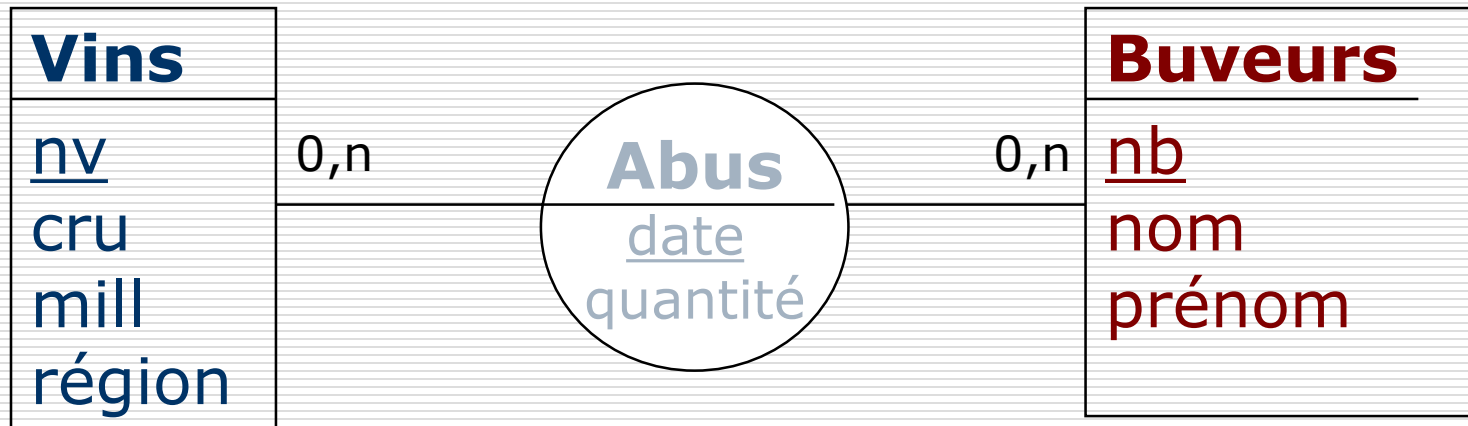 Vins
nv
cru
mill
région
0,n
Abus
date
quantité
0,n
Buveurs
nb
nom
prénom